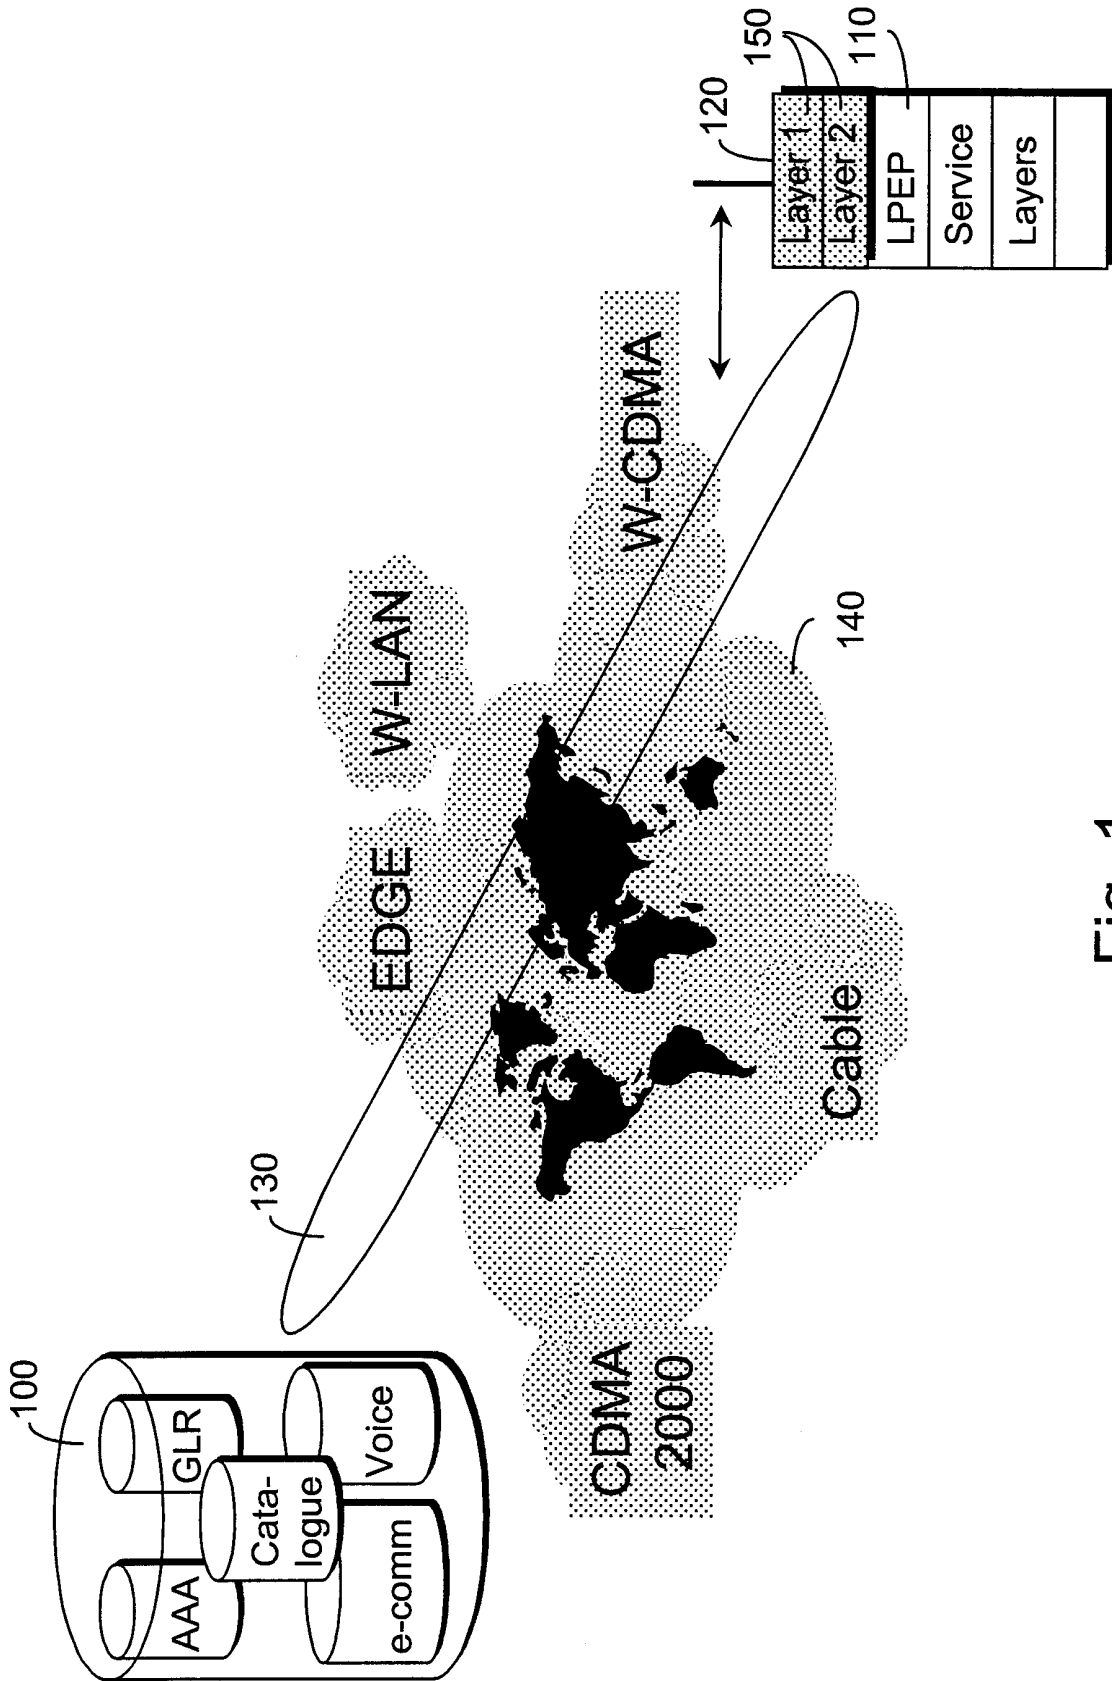 100
AAA
GLR
Cata-
logue
e-comm
Voice
130
EDGE
W-LAN
CDMA
2000
W-CDMA
Cable
140
120
150
110
Layer 1
Layer 2
LPEP
Service
Layers
Fig. 1